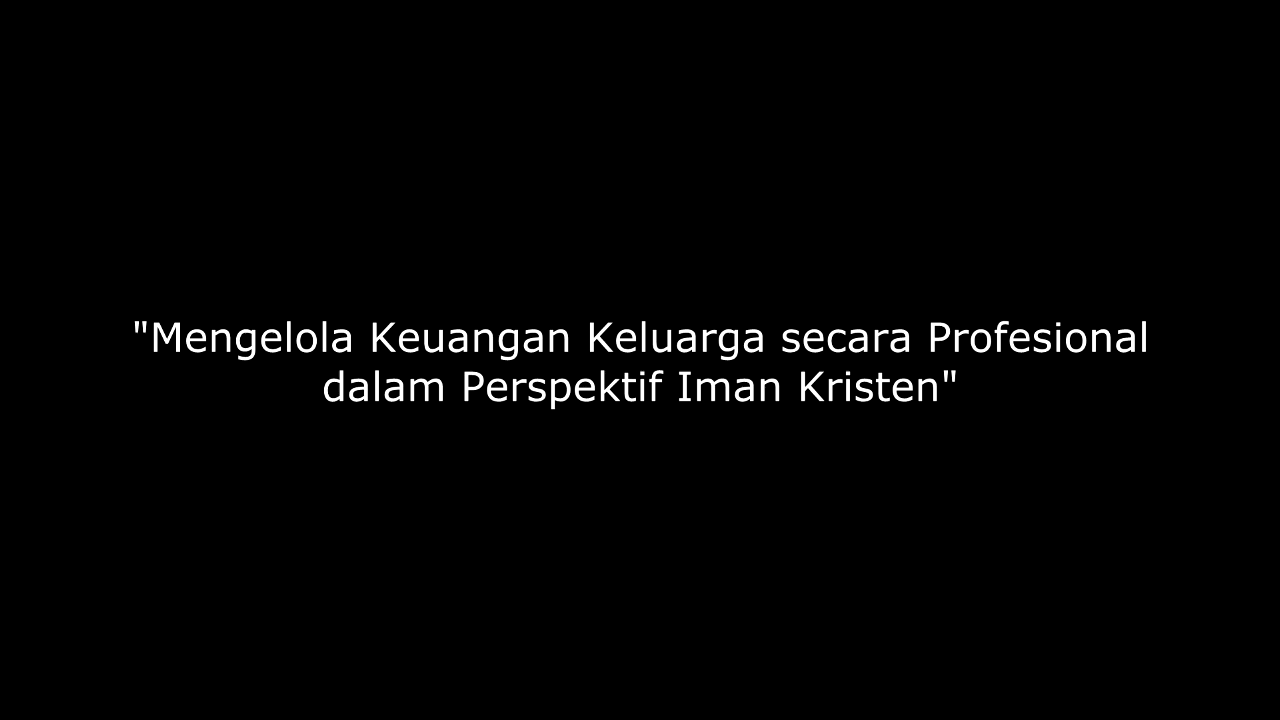 "Mengelola Keuangan Keluarga secara Profesional
dalam Perspektif Iman Kristen"